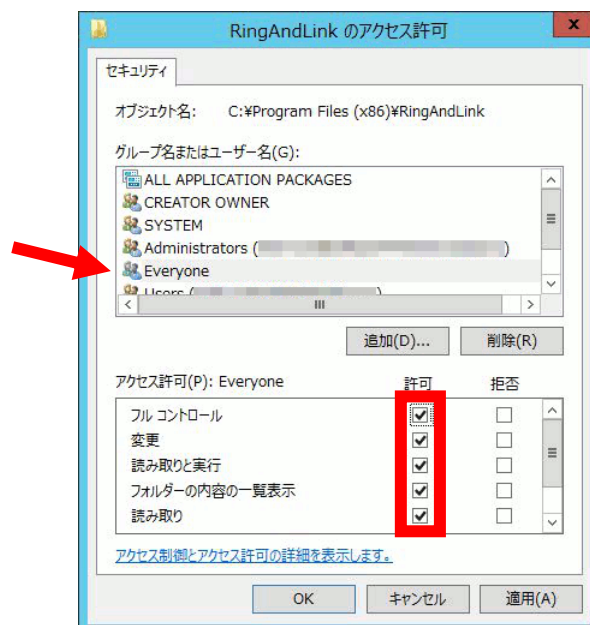 RingAndLink のアクセス許可
x
セキュリティ
オブジェクト名: C:¥Program Files (x86)¥RingAndLink
グループ名またはユーザー名(G):
ALL APPLICATION PACKAGES
CREATOR OWNER
SYSTEM
Administrators ( )
Everyone
Users ( )
追加(D)... 削除(R)
アクセス許可(P): Everyone 許可 拒否
フル コントロール
変更
読み取りと実行
フォルダーの内容の一覧表示
読み取り
アクセス制御とアクセス許可の詳細を表示します。
OK キャンセル 適用(A)